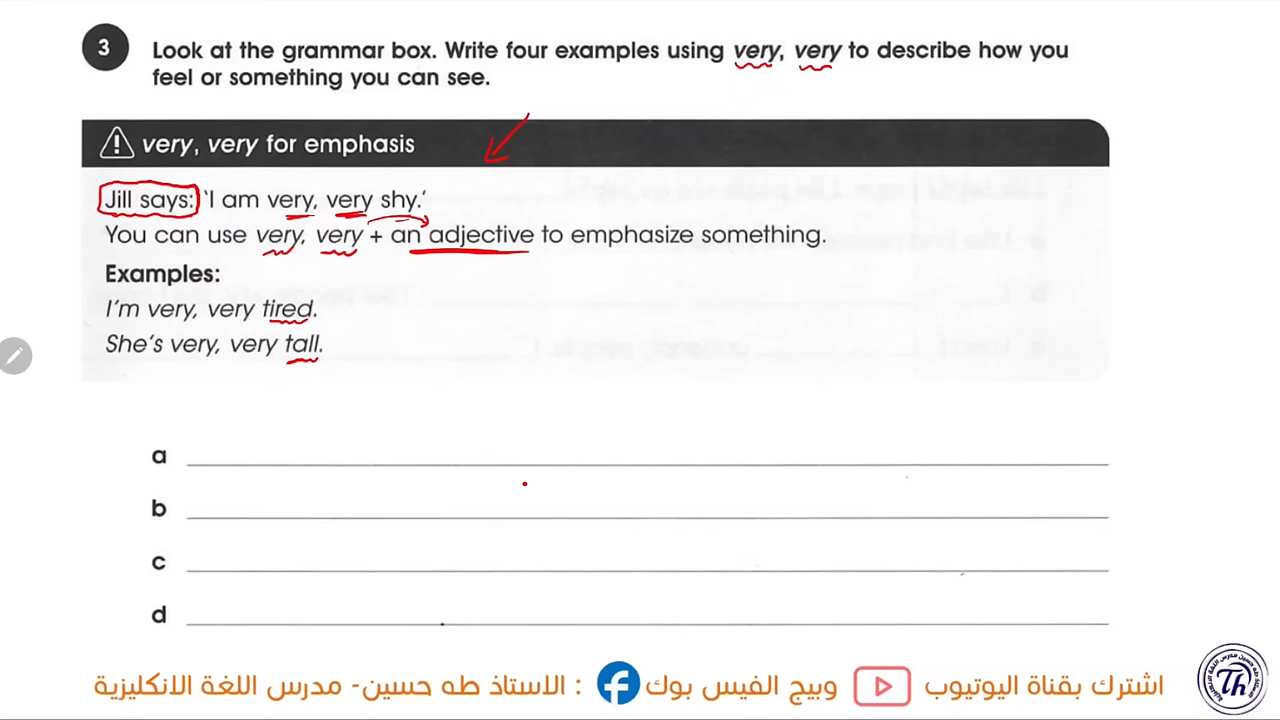 3 Look at the grammar box. Write four examples using very, very to describe how you
feel or something you can see.
very, very for emphasis
Jill says: ‘I am very, very shy.’
You can use very, very + an adjective to emphasize something.
Examples:
I’m very, very tired.
She’s very, very tall.
a
b
c
d
اشترك بقناة اليوتيوب وبيج الفيس بوك : الاستاذ طه حسين- مدرس اللغة الانكليزية
Th